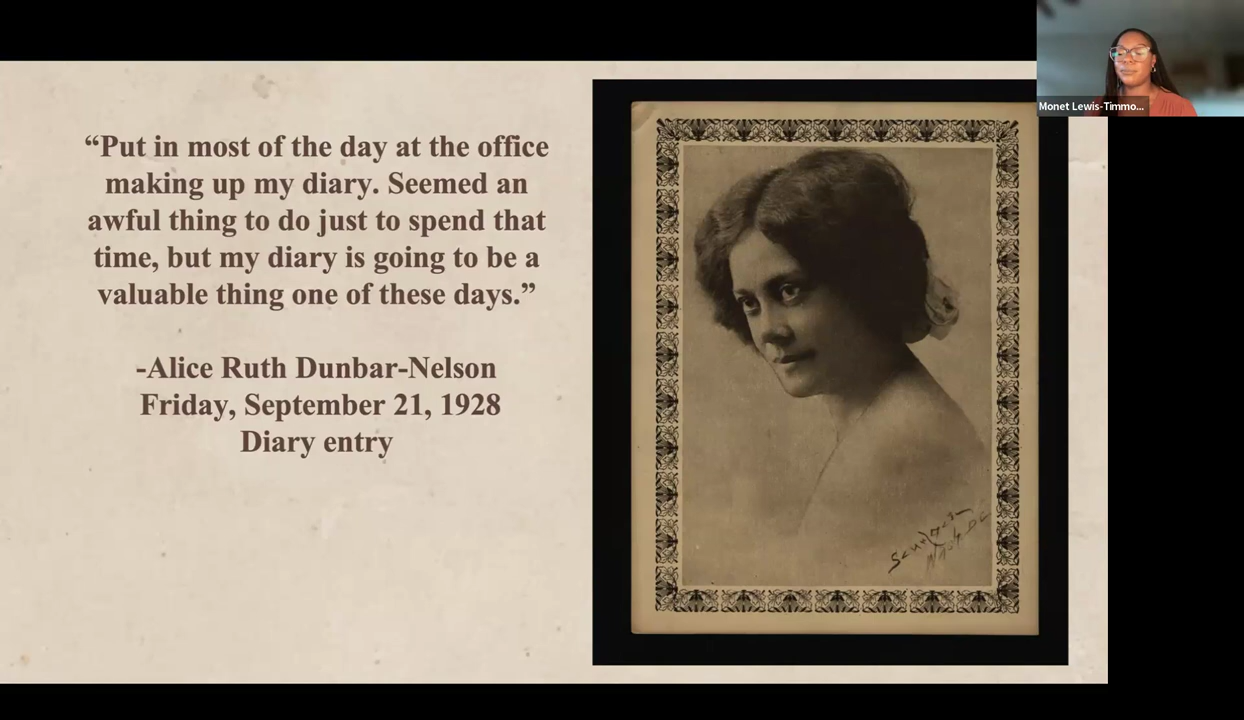 “Put in most of the day at the office
making up my diary. Seemed an
awful thing to do just to spend that
time, but my diary is going to be a
valuable thing one of these days.”
-Alice Ruth Dunbar-Nelson
Friday, September 21, 1928
Diary entry
Monet Lewis-Timmo...